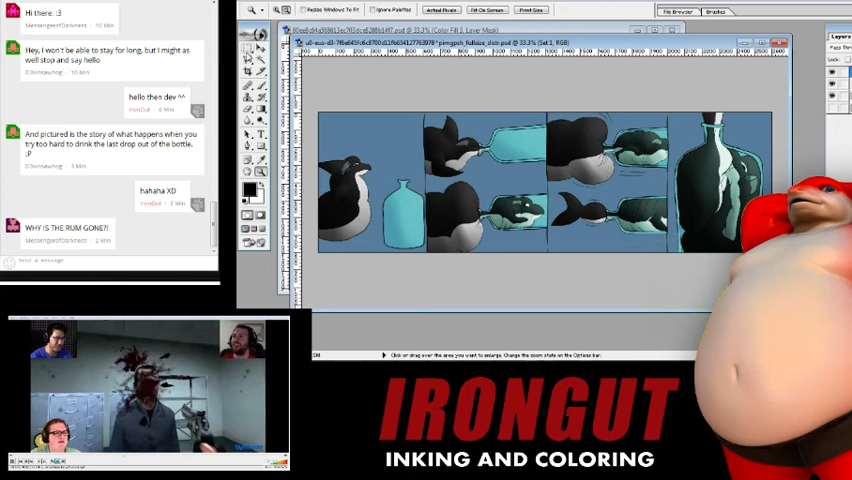 Hi there. :3
MessengerofDarkness 10 Min
Hey, I won't be able to stay for long, but I might as
well stop and say hello
D3vnsawhog 10 Min
hello then dev ^^
IronGut 6 Min
And pictured is the story of what happens when you
try too hard to drink the last drop out of the bottle.
:P
D3vnsawhog 3 Min
hahaha XD
IronGut 3 Min
WHY IS THE RUM GONE?!
MessengerofDarkness 2 Min
Send a message
Resize Windows To Fit
Ignore Palettes
Actual Pixels
Fit On Screen
Print Size
File Browser
Brushes
Layers
Lock:
Click or drag over the area you want to enlarge. Change the zoom state on the Options bar.
IRONGUT
INKING AND COLORING